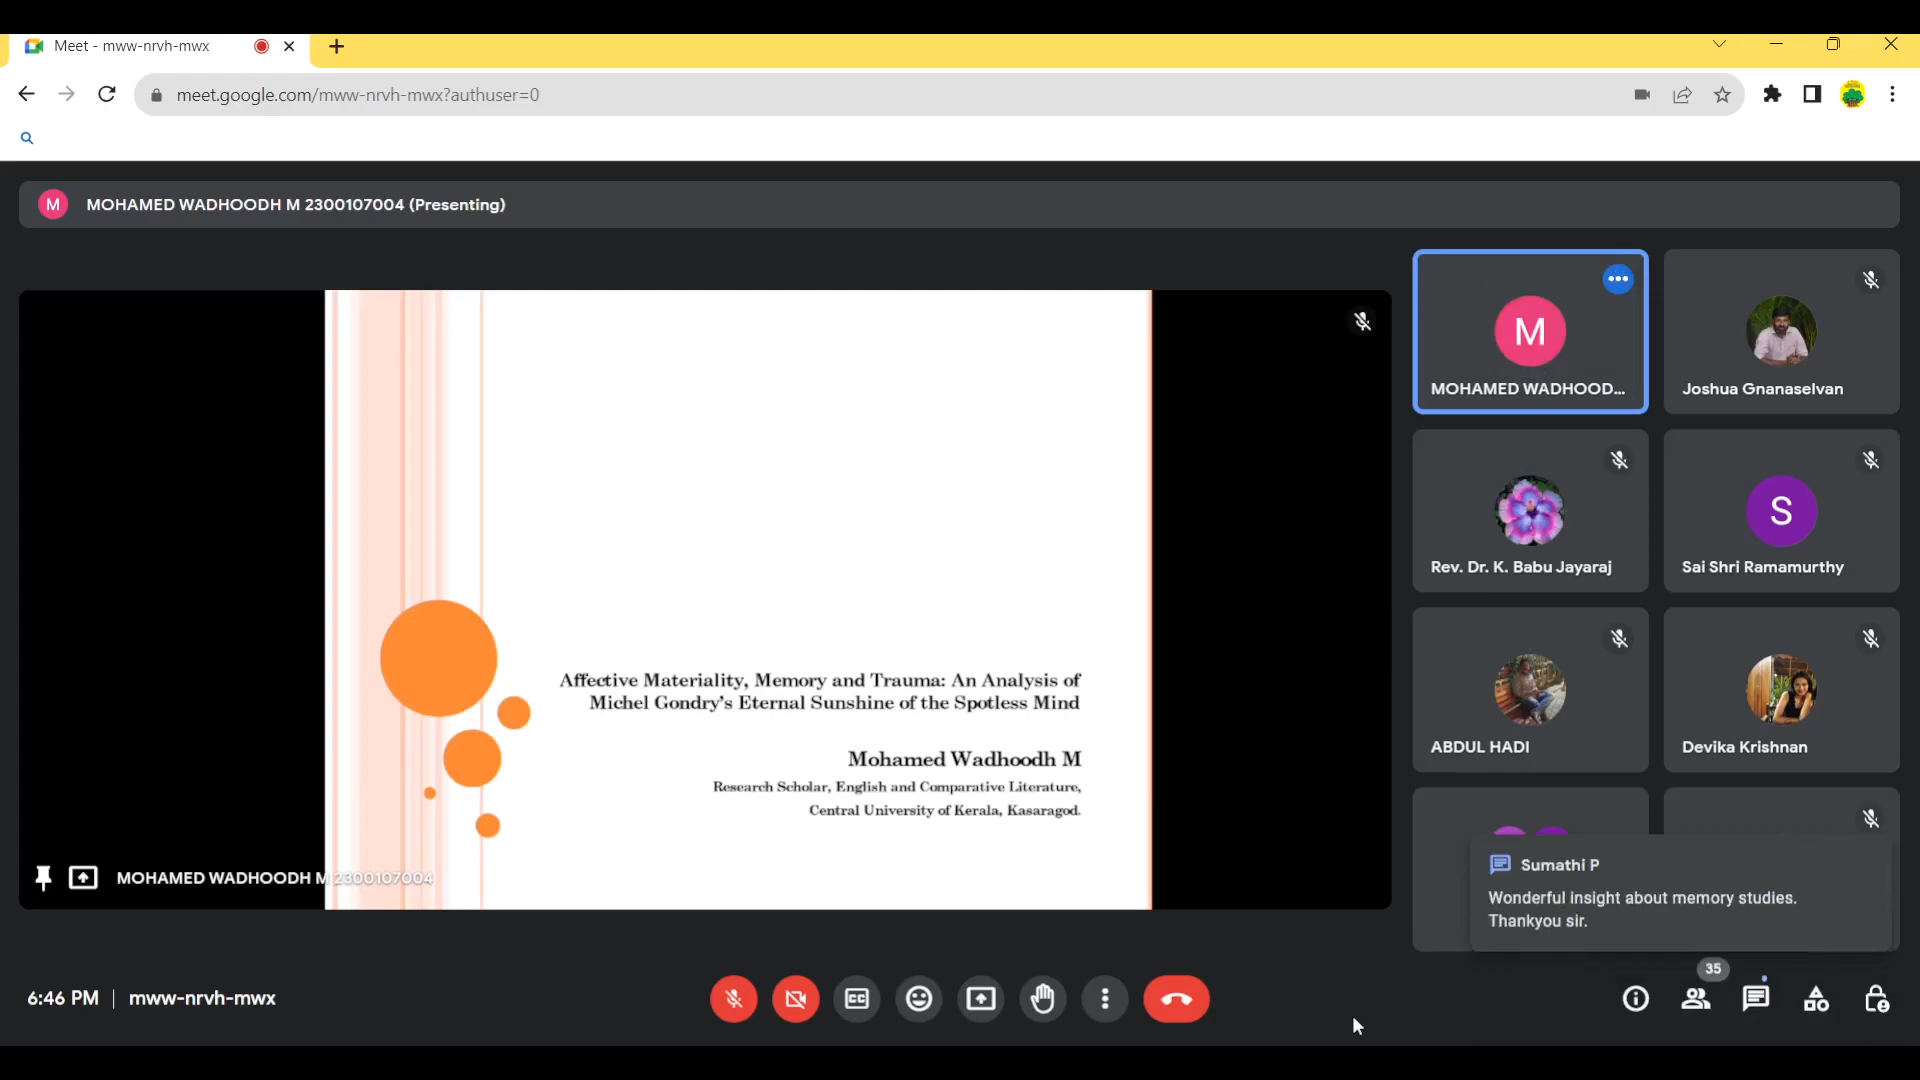 Meet - mww-nrvh-mwx
meet.google.com/mww-nrvh-mwx?authuser=0
M MOHAMED WADHOODH M 2300107004 (Presenting)
M
MOHAMED WADHOOD...
Joshua Gnanaselvan
Rev. Dr. K. Babu Jayaraj
S
Sai Shri Ramamurthy
ABDUL HADI
Devika Krishnan
Affective Materiality, Memory and Trauma: An Analysis of
Michel Gondry's Eternal Sunshine of the Spotless Mind
Mohamed Wadhoodh M
Research Scholar, English and Comparative Literature,
Central University of Kerala, Kasaragod.
MOHAMED WADHOODH M 2300107004
Sumathi P
Wonderful insight about memory studies.
Thankyou sir.
35
6:46 PM | mww-nrvh-mwx
CC